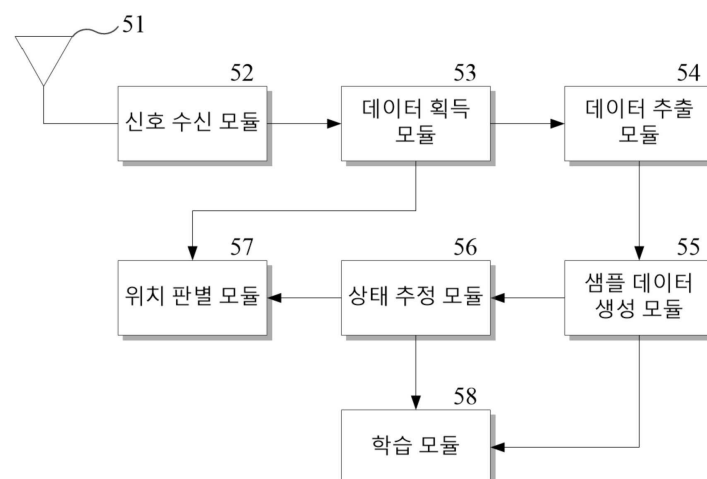 51
52
53
54
신호 수신 모듈
데이터 획득
모듈
데이터 추출
모듈
57
56
55
위치 판별 모듈
상태 추정 모듈
샘플 데이터
생성 모듈
58
학습 모듈